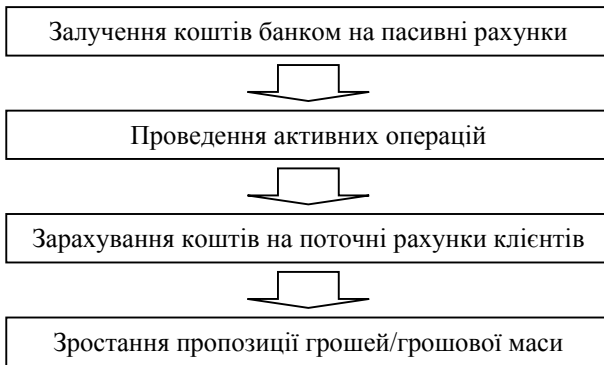 Залучення коштів банком на пасивні рахунки
Проведення активних операцій
Зарахування коштів на поточні рахунки клієнтів
Зростання пропозиції грошей/грошової маси